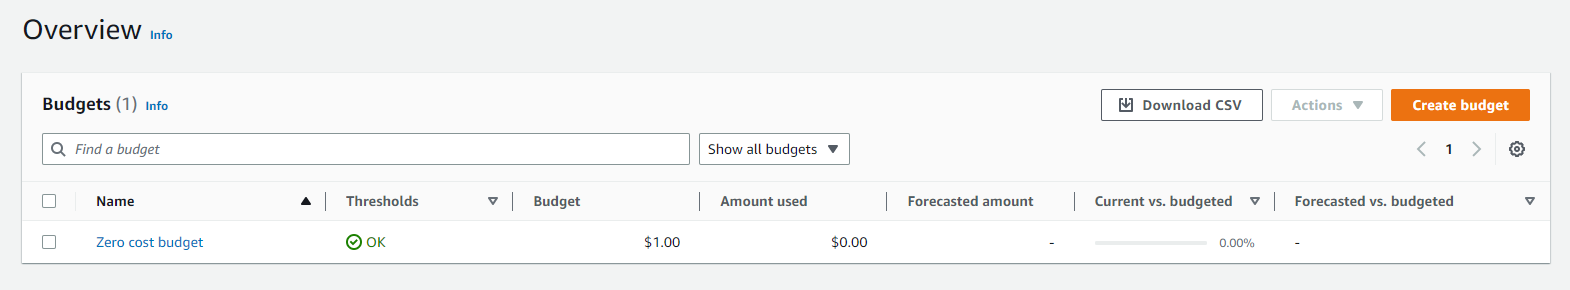 Overview Info
Budgets (1) Info
Download CSV
Actions
Create budget
Find a budget
Show all budgets
1
Name Thresholds Budget Amount used Forecasted amount Current vs. budgeted Forecasted vs. budgeted
Zero cost budget OK $1.00 $0.00 - 0.00% -